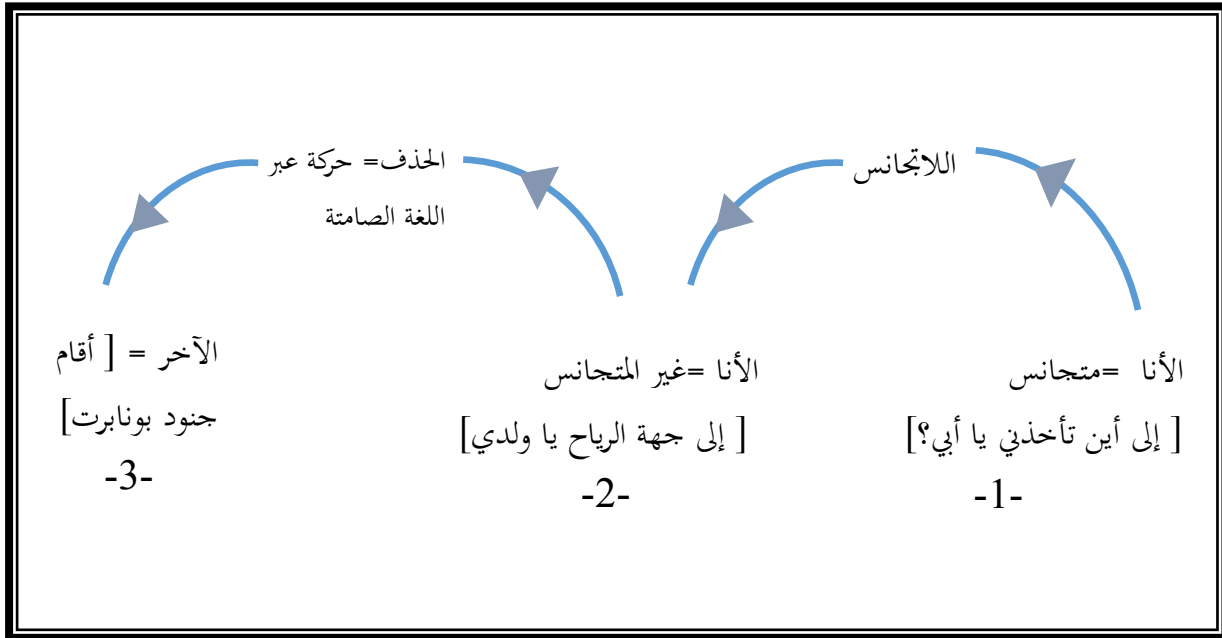 اللاتجانس
الحذف= حركة عبر
اللغة الصامتة
الأنا =متجانس
[ إلى أين تأخذني يا أبي؟]
-1-
الأنا =غير المتجانس
[ إلى جهة الرياح يا ولدي]
-2-
الآخر = [ أقام
جنود بونابرت]
-3-